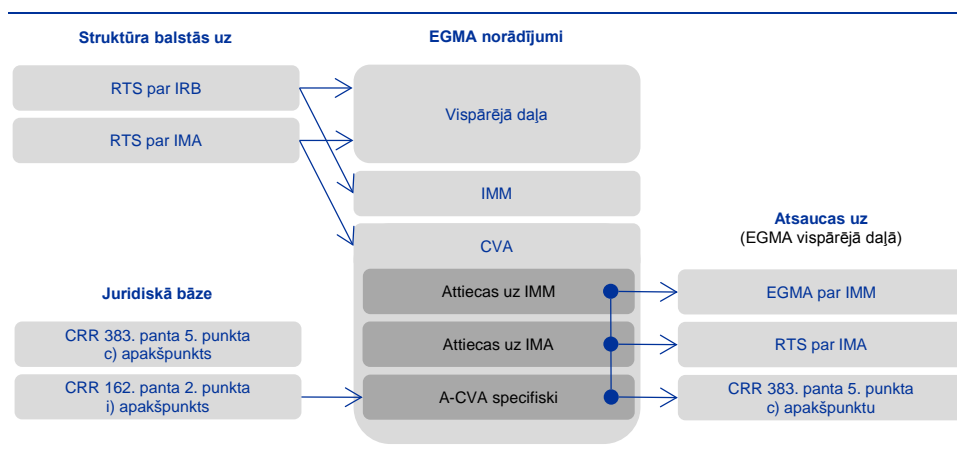 Struktūra balstās uz
EGMA norādījumi
RTS par IRB
RTS par IMA
Vispārējā daļa
IMM
CVA
Atsaucas uz
(EGMA vispārējā daļā)
Juridiskā bāze
Attiecas uz IMM
EGMA par IMM
CRR 383. panta 5. punkta
c) apakšpunkts
Attiecas uz IMA
RTS par IMA
CRR 162. panta 2. punkta
i) apakšpunkts
A-CVA specifiski
CRR 383. panta 5. punkta
c) apakšpunktu